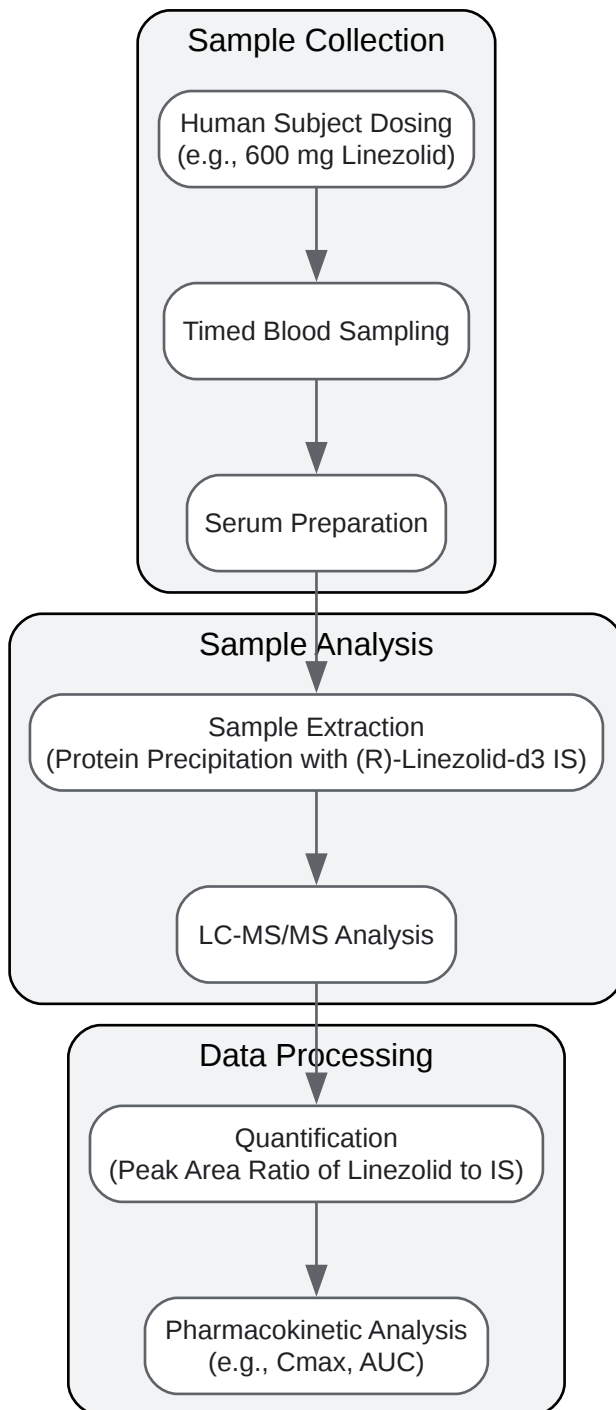 Sample Collection
Human Subject Dosing
(e.g., 600 mg Linezolid)
Timed Blood Sampling
Serum Preparation
Sample Analysis
Sample Extraction
(Protein Precipitation with (R)-Linezolid-d3 IS)
LC-MS/MS Analysis
Data Processing
Quantification
(Peak Area Ratio of Linezolid to IS)
Pharmacokinetic Analysis
(e.g., Cmax, AUC)